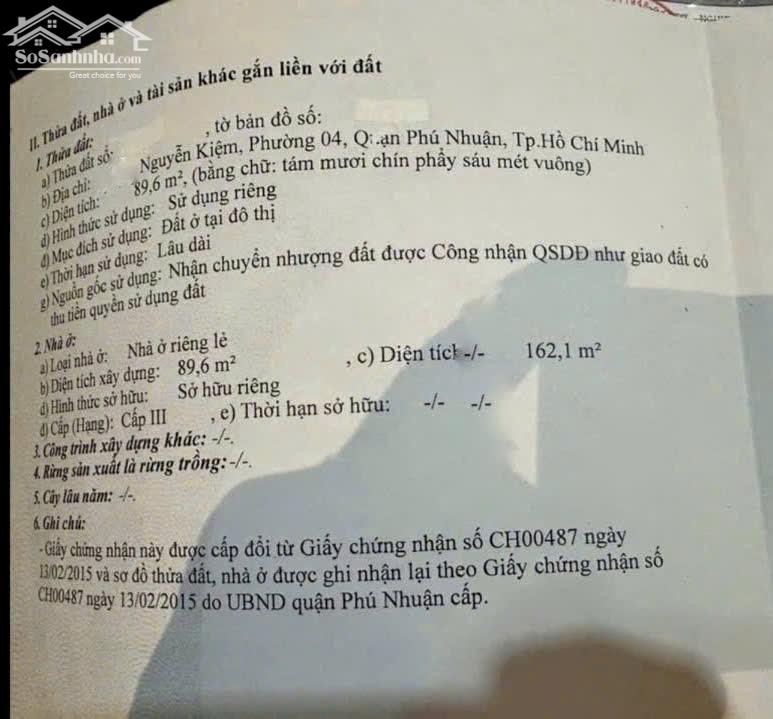 SoSanhnha.com
Great choice for you
II. Thửa đất, nhà ở và tài sản khác gắn liền với đất
1. Thửa đất:
a) Thửa đất số: , tờ bản đồ số:
b) Địa chỉ: Nguyễn Kiệm, Phường 04, Q ận Phú Nhuận, Tp.Hồ Chí Minh
c) Diện tích: 89,6 m², (bằng chữ: tám mươi chín phẩy sáu mét vuông)
d) Hình thức sử dụng: Sử dụng riêng
đ) Mục đích sử dụng: Đất ở tại đô thị
e) Thời hạn sử dụng: Lâu dài
g) Nguồn gốc sử dụng: Nhận chuyển nhượng đất được Công nhận QSDĐ như giao đất có
thu tiền quyền sử dụng đất
2. Nhà ở:
a) Loại nhà ở: Nhà ở riêng lẻ
b) Diện tích xây dựng: 89,6 m² , c) Diện tích -/- 162,1 m²
d) Hình thức sở hữu: Sở hữu riêng
đ) Cấp (Hạng): Cấp III , e) Thời hạn sở hữu: -/- -/-
3. Công trình xây dựng khác: -/-.
4. Rừng sản xuất là rừng trồng: -/-.
5. Cây lâu năm: -/-.
6. Ghi chú:
- Giấy chứng nhận này được cấp đổi từ Giấy chứng nhận số CH00487 ngày
13/02/2015 và sơ đồ thửa đất, nhà ở được ghi nhận lại theo Giấy chứng nhận số
CH00487 ngày 13/02/2015 do UBND quận Phú Nhuận cấp.